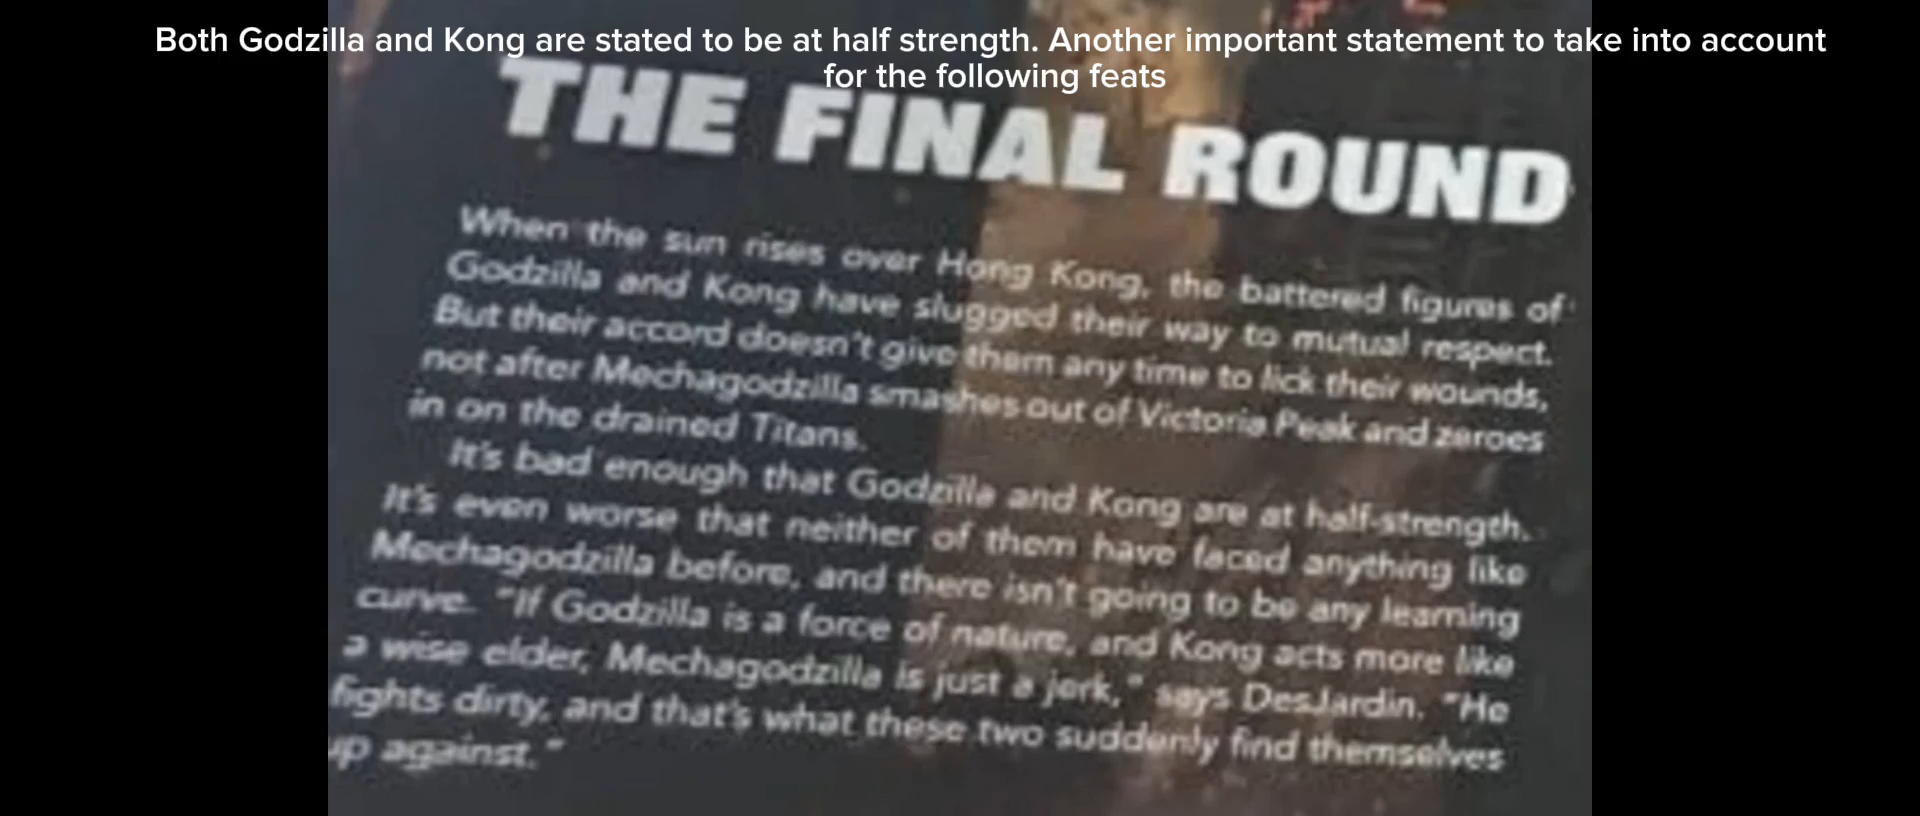 Both Godzilla and Kong are stated to be at half strength. Another important statement to take into account
for the following feats
THE FINAL ROUND
When the sun rises over Hong Kong, the battered figures of
Godzilla and Kong have slugged their way to mutual respect.
But their accord doesn't give them any time to lick their wounds,
not after Mechagodzilla smashes out of Victoria Peak and zeroes
in on the drained Titans.
It's bad enough that Godzilla and Kong are at half-strength.
It's even worse that neither of them have faced anything like
Mechagodzilla before, and there isn't going to be any learning
curve. "If Godzilla is a force of nature, and Kong acts more like
a wise elder, Mechagodzilla is just a jerk," says DesJardin. "He
fights dirty, and that's what these two suddenly find themselves
up against."